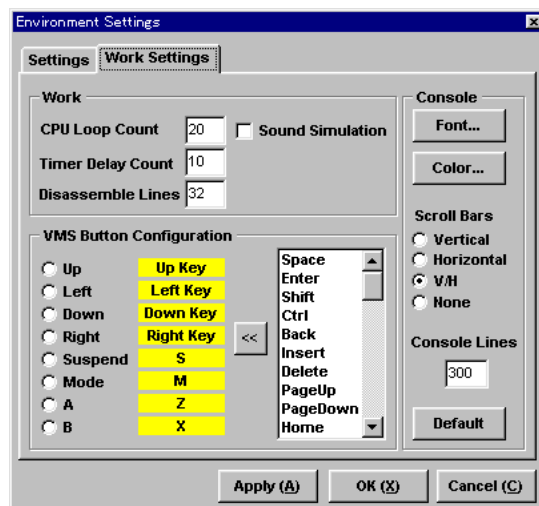 Environment Settings
Settings
Work Settings
Work
CPU Loop Count 20
Sound Simulation
Timer Delay Count 10
Disassemble Lines 32
VMS Button Configuration
Up Up Key
Left Left Key
Down Down Key
Right Right Key
Suspend S
Mode M
A Z
B X
<<
Space
Enter
Shift
Ctrl
Back
Insert
Delete
PageUp
PageDown
Home
Console
Font...
Color...
Scroll Bars
Vertical
Horizontal
V/H
None
Console Lines
300
Default
Apply (A)
OK (X)
Cancel (C)